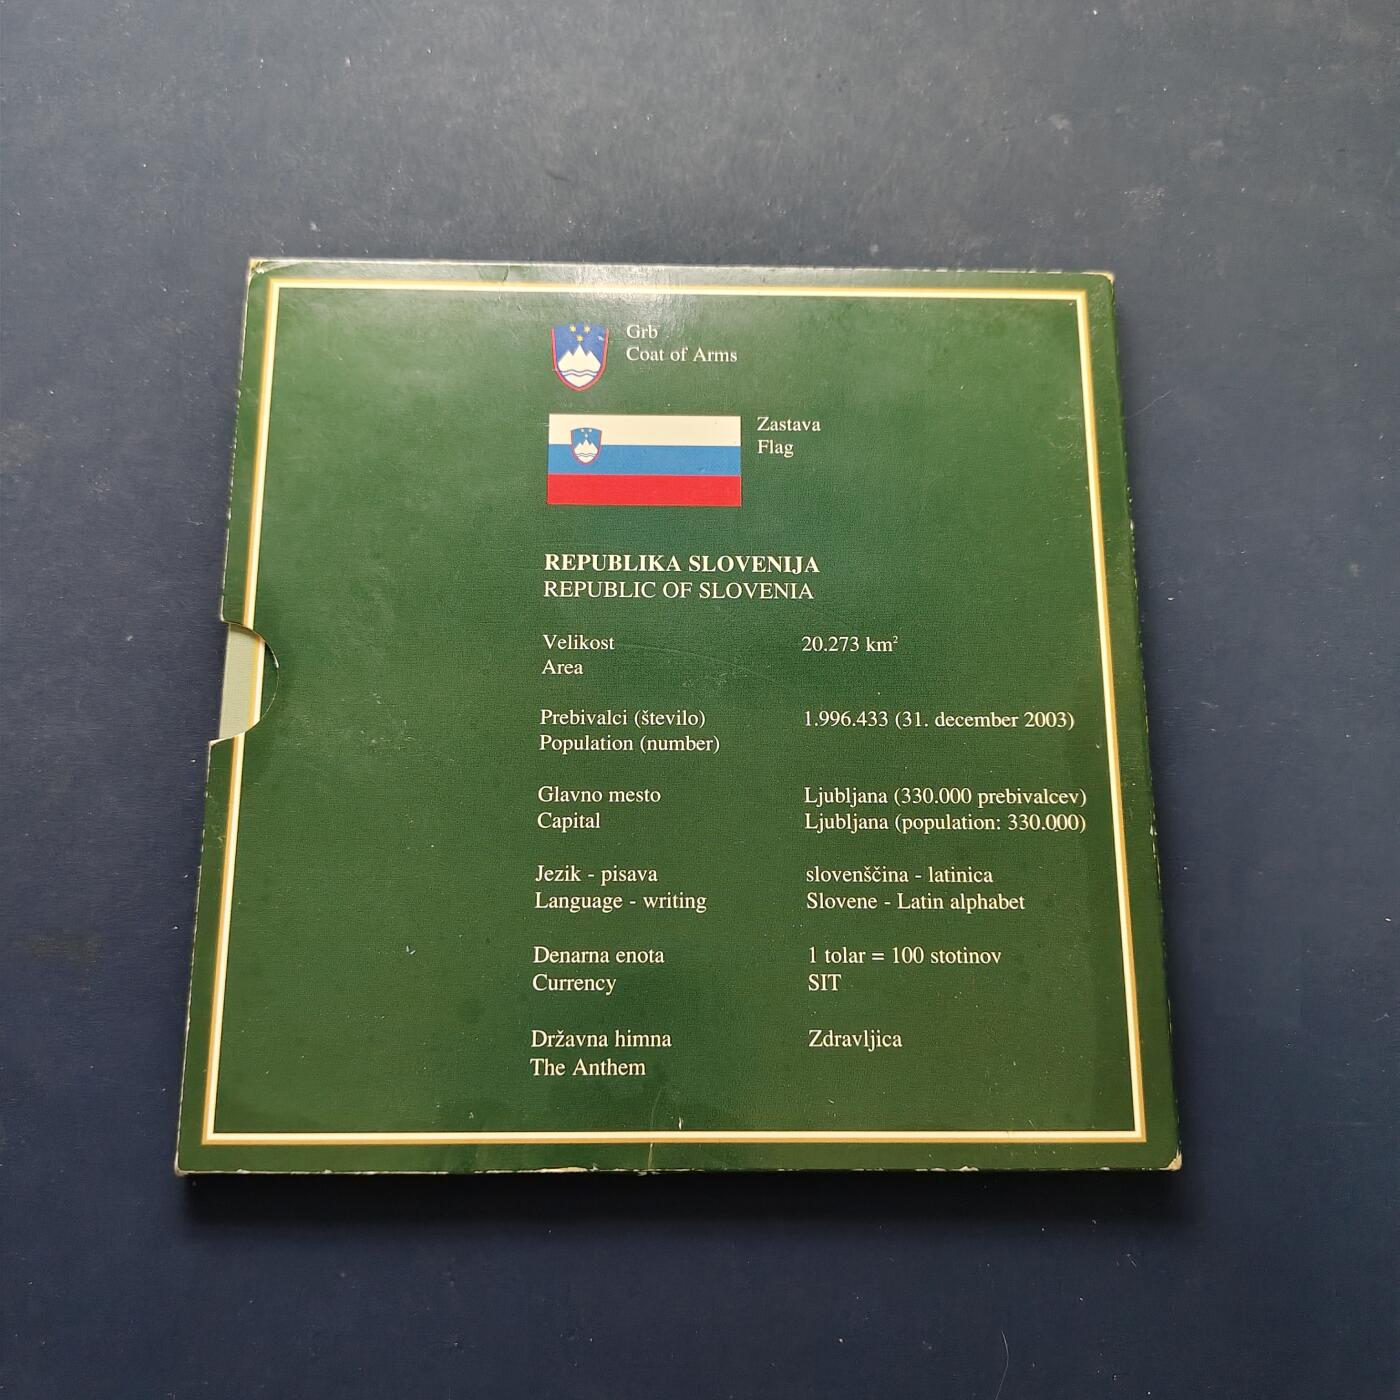 Grb
Coat of Arms
Zastava
Flag
REPUBLIKA SLOVENIJA
REPUBLIC OF SLOVENIA
Velikost 20.273 km²
Area
Prebivalci (število) 1.996.433 (31. december 2003)
Population (number)
Glavno mesto Ljubljana (330.000 prebivalcev)
Capital Ljubljana (population: 330.000)
Jezik - pisava slovenščina - latinica
Language - writing Slovene - Latin alphabet
Denarna enota 1 tolar = 100 stotinov
Currency SIT
Državna himna Zdravljica
The Anthem